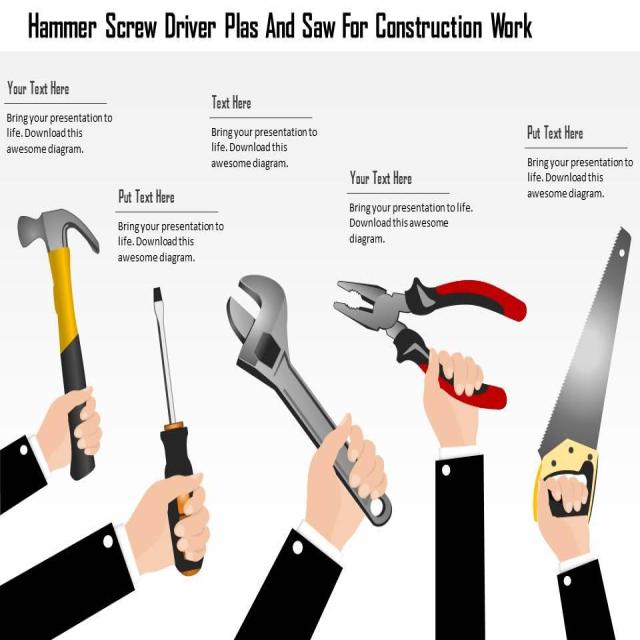 Hammer Screw Driver Plas And Saw For Construction Work
Your Text Here
Bring your presentation to
life. Download this
awesome diagram.
Text Here
Bring your presentation to
life. Download this
awesome diagram.
Put Text Here
Bring your presentation to
life. Download this
awesome diagram.
Your Text Here
Bring your presentation to life.
Download this awesome
diagram.
Put Text Here
Bring your presentation to
life. Download this
awesome diagram.